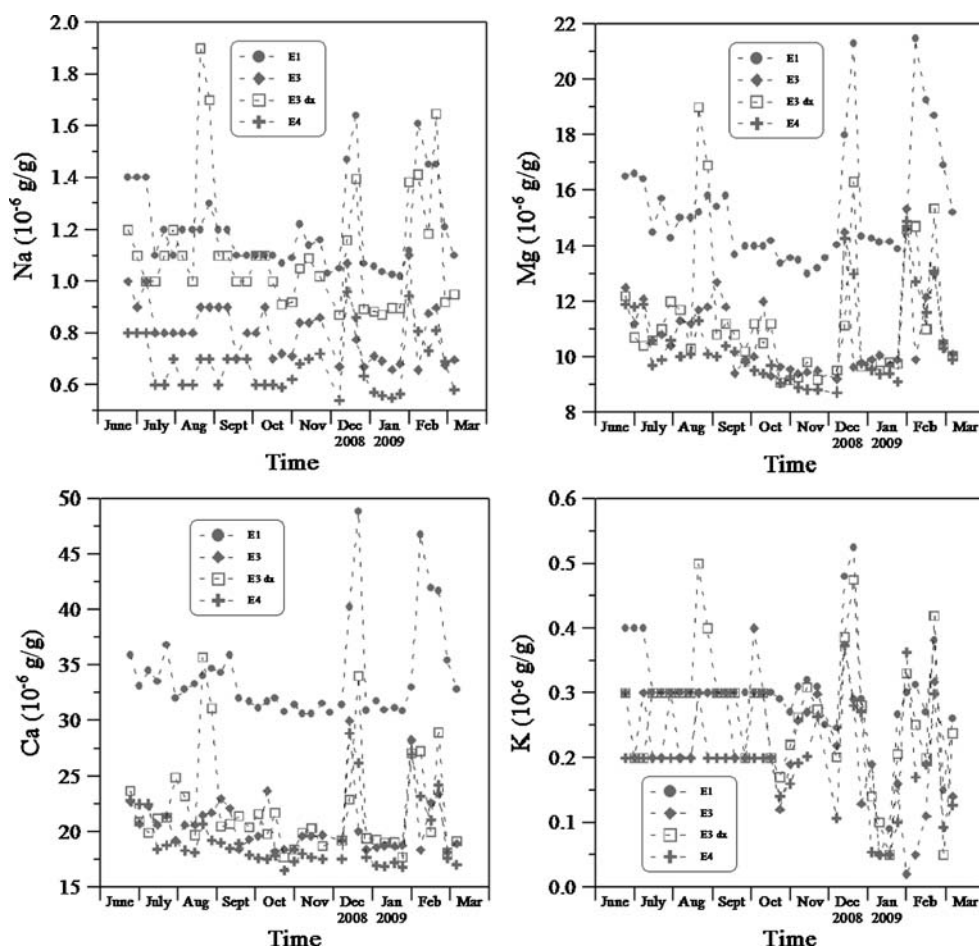 Na (10-6 g/g)
2.0
1.8
1.6
1.4
1.2
1.0
0.8
0.6
E1
E3
E3 dx
E4
June July Aug Sept Oct Nov Dec Jan Feb Mar
2008 2009
Time
Mg (10-6 g/g)
22
20
18
16
14
12
10
8
E1
E3
E3 dx
E4
June July Aug Sept Oct Nov Dec Jan Feb Mar
2008 2009
Time
Ca (10-6 g/g)
50
45
40
35
30
25
20
15
E1
E3
E3 dx
E4
June July Aug Sept Oct Nov Dec Jan Feb Mar
2008 2009
Time
K (10-6 g/g)
0.6
0.5
0.4
0.3
0.2
0.1
0.0
E1
E3
E3 dx
E4
June July Aug Sept Oct Nov Dec Jan Feb Mar
2008 2009
Time